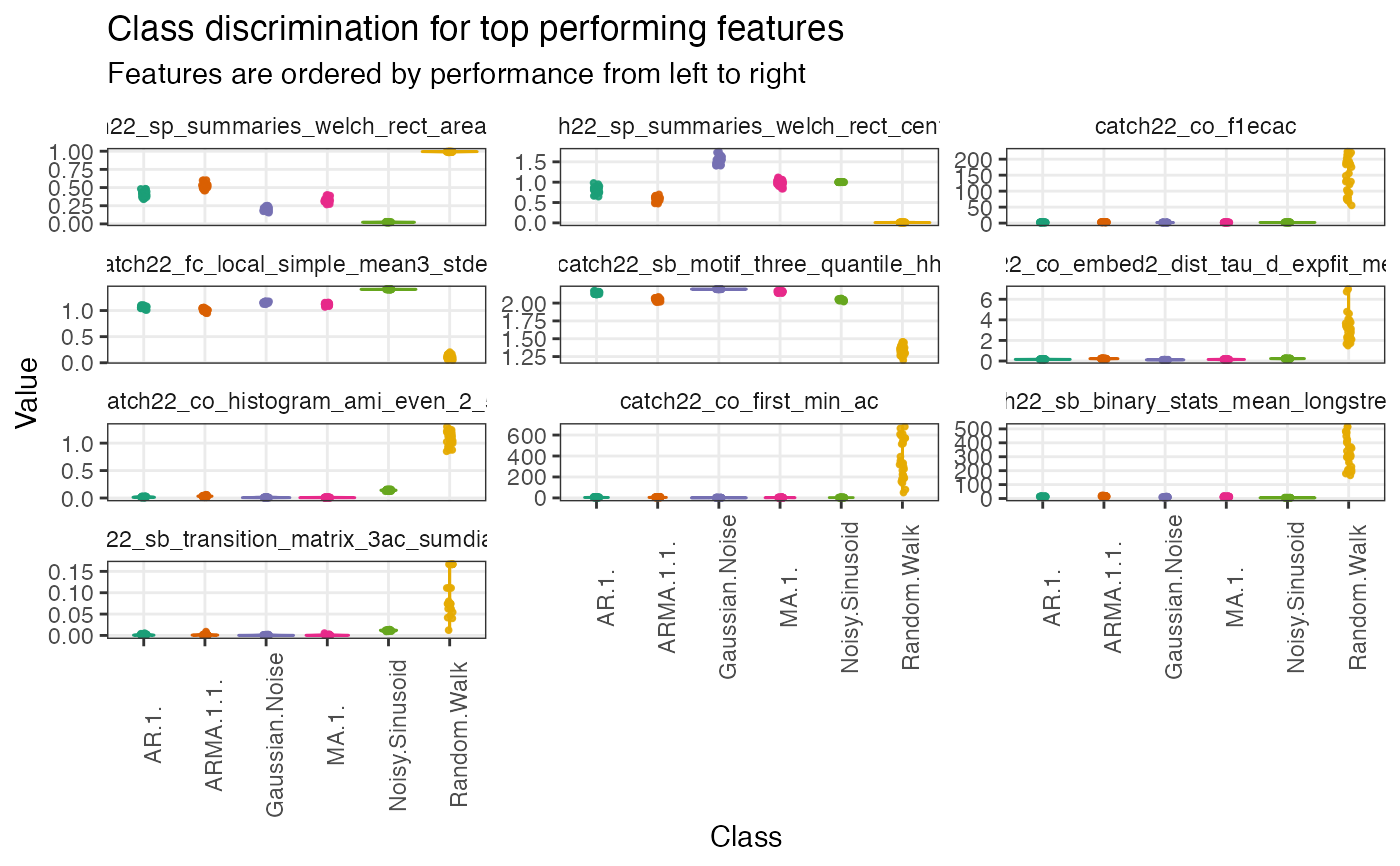 Class discrimination for top performing features
Features are ordered by performance from left to right
h22_sp_summaries_welch_rect_area
h22_sp_summaries_welch_rect_cen
catch22_co_f1ecac
1.00
0.75
0.50
0.25
0.00
1.5
1.0
0.5
0.0
200
150
100
50
0
atch22_fc_local_simple_mean3_stde
catch22_sb_motif_three_quantile_hh
22_co_embed2_dist_tau_d_expfit_me
1.0
0.5
0.0
2.00
1.75
1.50
1.25
6
4
2
0
atch22_co_histogram_ami_even_2_
catch22_co_first_min_ac
h22_sb_binary_stats_mean_longstre
1.0
0.5
0.0
600
400
200
0
500
400
300
200
100
0
22_sb_transition_matrix_3ac_sumdia
0.15
0.10
0.05
0.00
AR.1.
ARMA.1.1.
Gaussian.Noise
MA.1.
Noisy.Sinusoid
Random.Walk
AR.1.
ARMA.1.1.
Gaussian.Noise
MA.1.
Noisy.Sinusoid
Random.Walk
AR.1.
ARMA.1.1.
Gaussian.Noise
MA.1.
Noisy.Sinusoid
Random.Walk
Value
Class